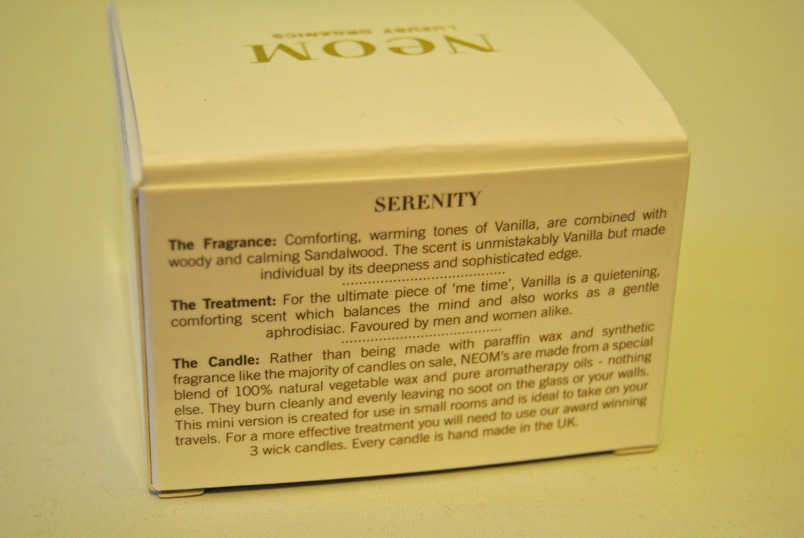 NEOM
LUXURY ORGANICS
SERENITY
The Fragrance: Comforting, warming tones of Vanilla, are combined with
woody and calming Sandalwood. The scent is unmistakably Vanilla but made
individual by its deepness and sophisticated edge.
The Treatment: For the ultimate piece of ‘me time’, Vanilla is a quietening,
comforting scent which balances the mind and also works as a gentle
aphrodisiac. Favoured by men and women alike.
The Candle: Rather than being made with paraffin wax and synthetic
fragrance like the majority of candles on sale, NEOM's are made from a special
blend of 100% natural vegetable wax and pure aromatherapy oils - nothing
else. They burn cleanly and evenly leaving no soot on the glass or your walls.
This mini version is created for use in small rooms and is ideal to take on your
travels. For a more effective treatment you will need to use our award winning
3 wick candles. Every candle is hand made in the UK.